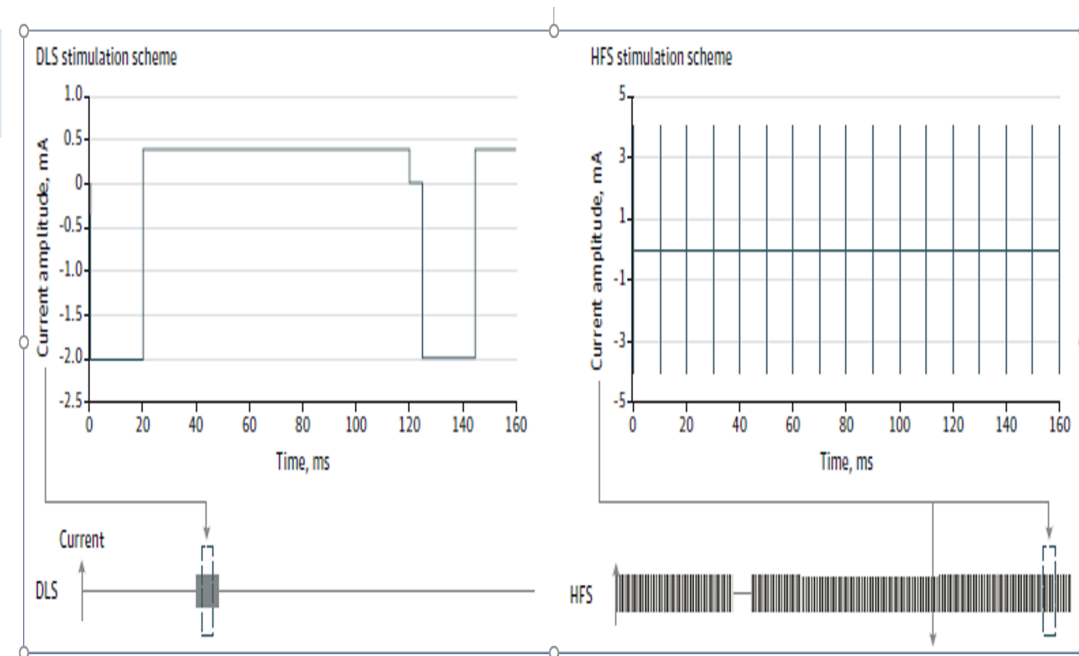 DLS stimulation scheme
1.0
0.5
0
-0.5
-1.0
-1.5
-2.0
-2.5
Current amplitude, mA
0 20 40 60 80 100 120 140 160
Time, ms
Current
DLS
HFS stimulation scheme
5
3
1
-1
-3
-5
Current amplitude, mA
0 20 40 60 80 100 120 140 160
Time, ms
HFS